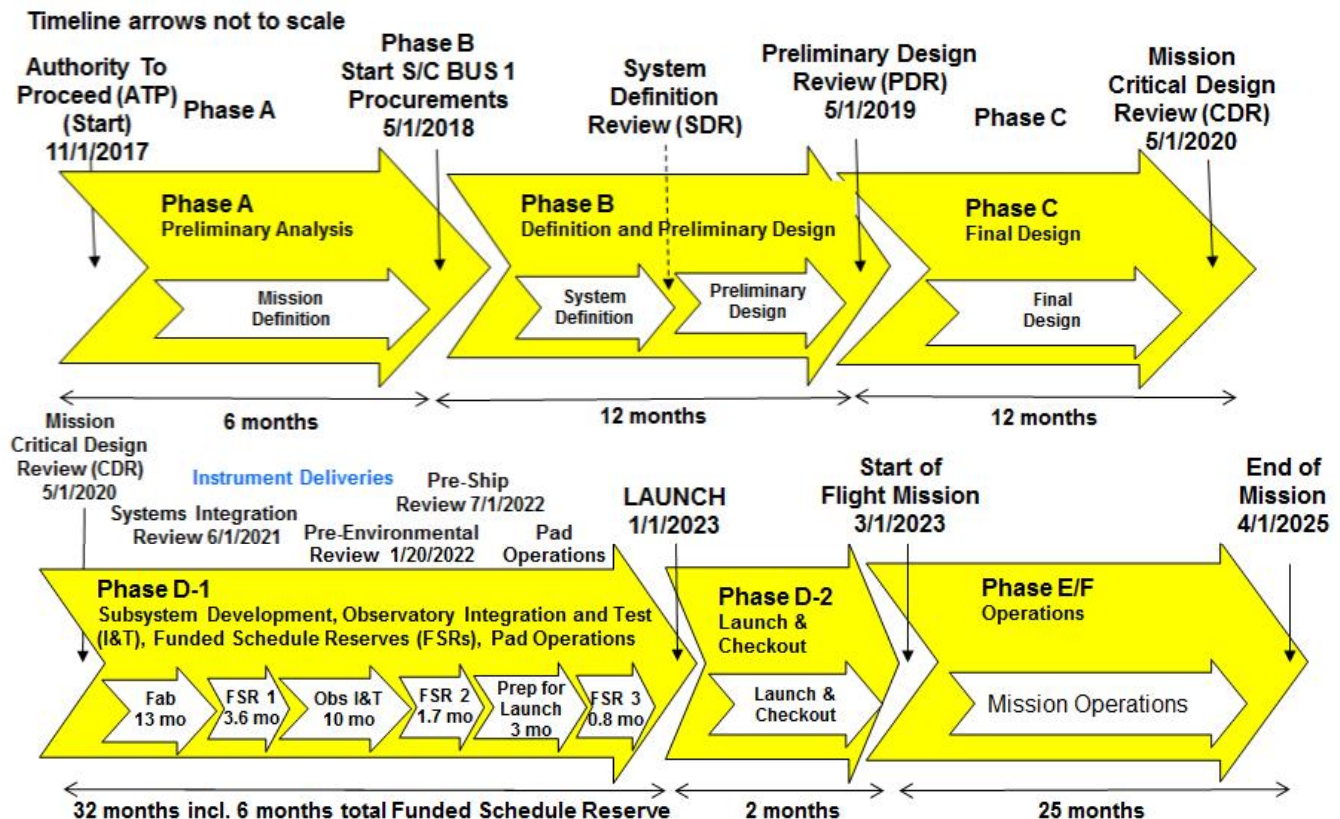 Timeline arrows not to scale
Authority To
Proceed (ATP)
(Start)
11/1/2017
Phase A
Phase B
Start S/C BUS 1
Procurements
5/1/2018
System
Definition
Review (SDR)
Preliminary Design
Review (PDR)
5/1/2019
Phase C
Mission
Critical Design
Review (CDR)
5/1/2020
Phase A
Preliminary Analysis
Mission
Definition
Phase B
Definition and Preliminary Design
System
Definition
Preliminary
Design
Phase C
Final Design
Final
Design
6 months
12 months
12 months
Mission
Critical Design
Review (CDR)
5/1/2020
Systems Integration
Review 6/1/2021
Instrument Deliveries
Pre-Environmental
Review 1/20/2022
Pre-Ship
Review 7/1/2022
Pad
Operations
LAUNCH
1/1/2023
Start of
Flight Mission
3/1/2023
End of
Mission
4/1/2025
Phase D-1
Subsystem Development, Observatory Integration and Test
(I&T), Funded Schedule Reserves (FSRs), Pad Operations
Fab
13 mo
FSR 1
3.6 mo
Obs I&T
10 mo
FSR 2
1.7 mo
Prep for
Launch
3 mo
FSR 3
0.8 mo
Phase D-2
Launch &
Checkout
Launch &
Checkout
Phase E/F
Operations
Mission Operations
32 months incl. 6 months total Funded Schedule Reserve
2 months
25 months